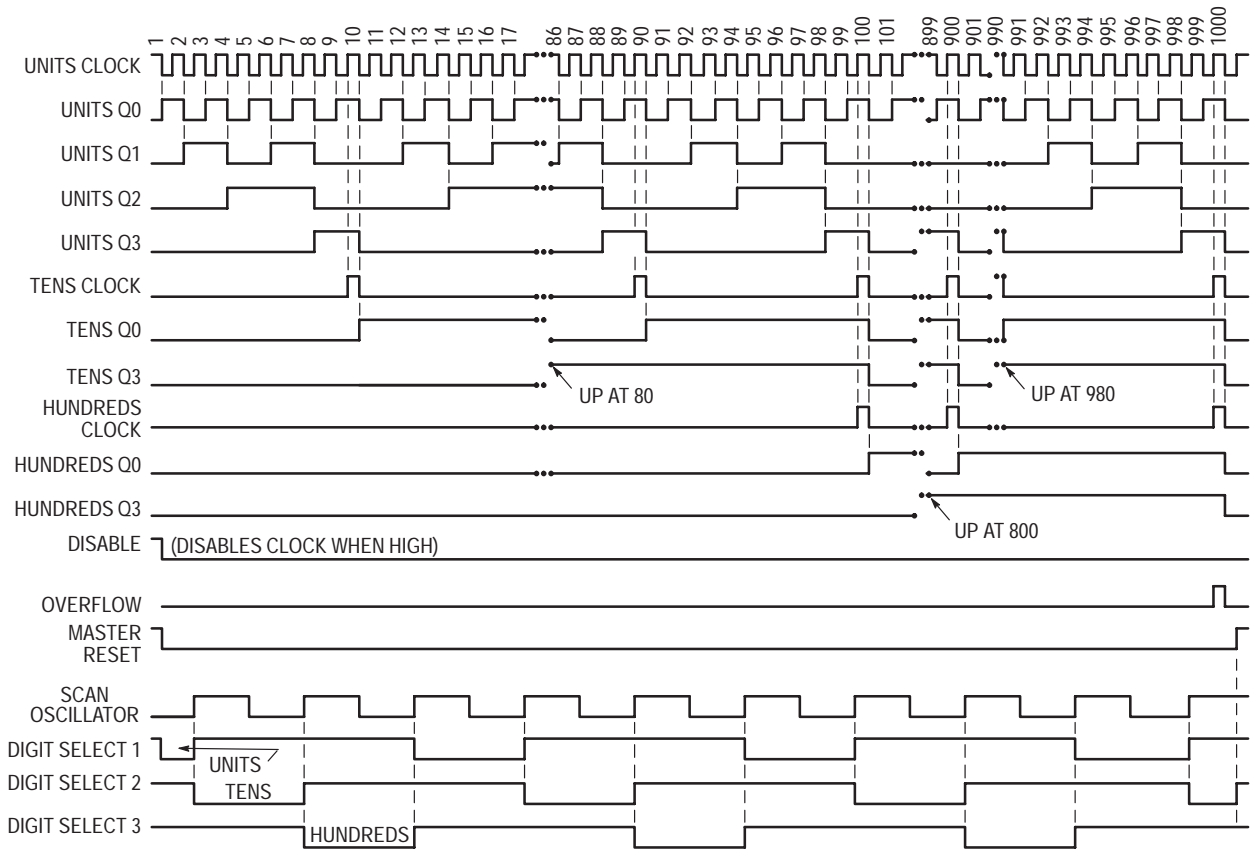 1 2 3 4 5 6 7 8 9 10 11 12 13 14 15 16 17 86 87 88 89 90 91 92 93 94 95 96 97 98 99 100 101 899 900 901 990 991 992 993 994 995 996 997 998 999 1000
UNITS CLOCK
UNITS Q0
UNITS Q1
UNITS Q2
UNITS Q3
TENS CLOCK
TENS Q0
TENS Q3
UP AT 80
UP AT 980
HUNDREDS
CLOCK
HUNDREDS Q0
HUNDREDS Q3
UP AT 800
DISABLE
(DISABLES CLOCK WHEN HIGH)
OVERFLOW
MASTER
RESET
SCAN
OSCILLATOR
DIGIT SELECT 1
UNITS
DIGIT SELECT 2
TENS
DIGIT SELECT 3
HUNDREDS